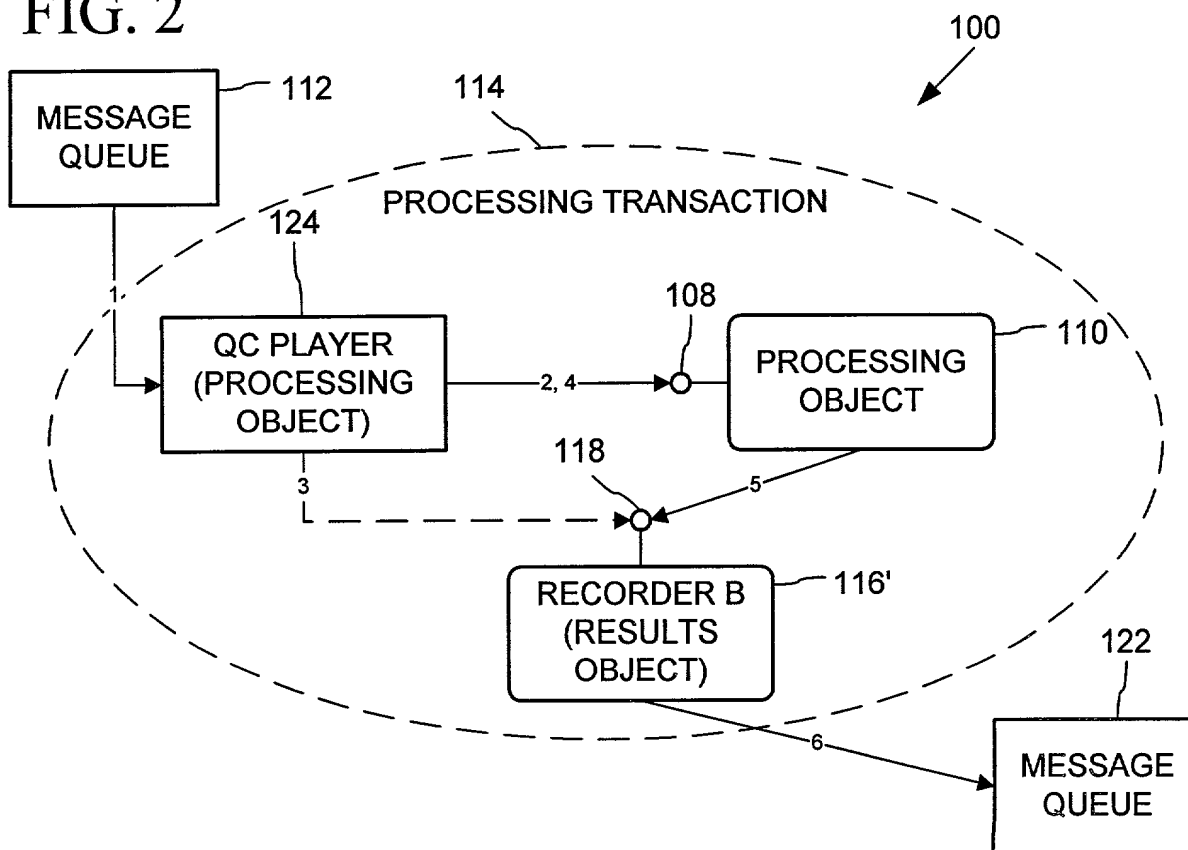 FIG. 2
100
112
MESSAGE
QUEUE
114
PROCESSING TRANSACTION
124
1
QC PLAYER
(PROCESSING
OBJECT)
2, 4
108
PROCESSING
OBJECT
110
3
118
5
RECORDER B
(RESULTS
OBJECT)
116'
122
6
MESSAGE
QUEUE